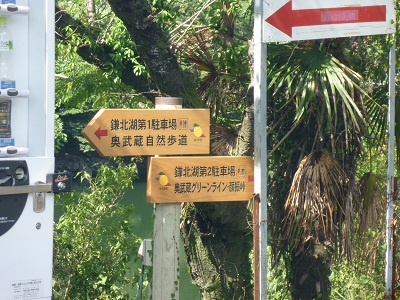 鎌北湖第1駐車場
奥武蔵自然歩道
鎌北湖第2駐車場
奥武蔵グリーンライン・顔振峠